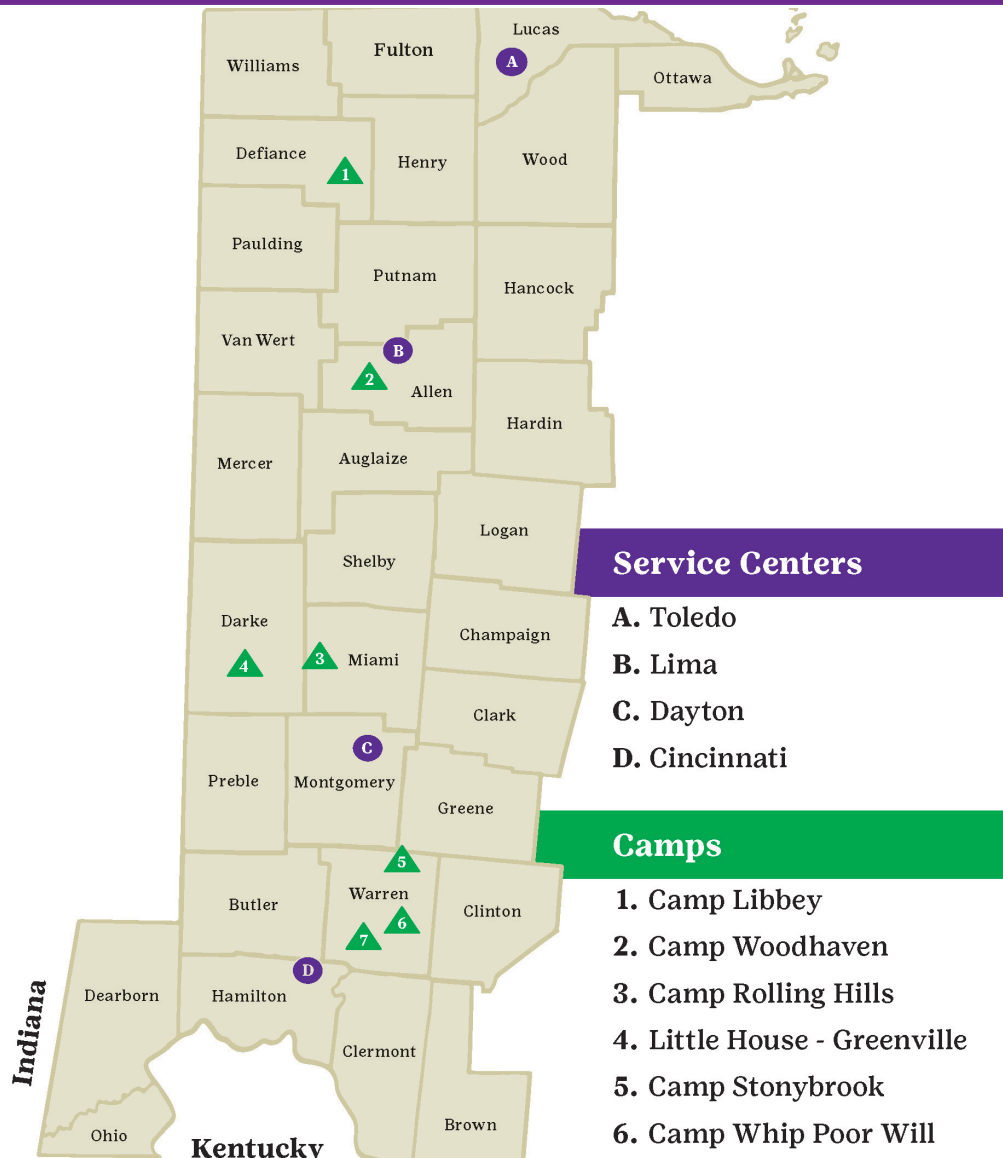 Lucas
Fulton
Williams
A
Ottawa
Defiance
Henry
Wood
1
Paulding
Putnam
Hancock
Van Wert
B
2
Allen
Hardin
Mercer
Auglaize
Logan
Shelby
Darke
Champaign
4
3
Miami
Clark
C
Preble
Montgomery
Greene
5
Warren
Butler
6
Clinton
7
D
Dearborn
Hamilton
Indiana
Clermont
Brown
Ohio
Kentucky
Service Centers
A. Toledo
B. Lima
C. Dayton
D. Cincinnati
Camps
1. Camp Libbey
2. Camp Woodhaven
3. Camp Rolling Hills
4. Little House - Greenville
5. Camp Stonybrook
6. Camp Whip Poor Will